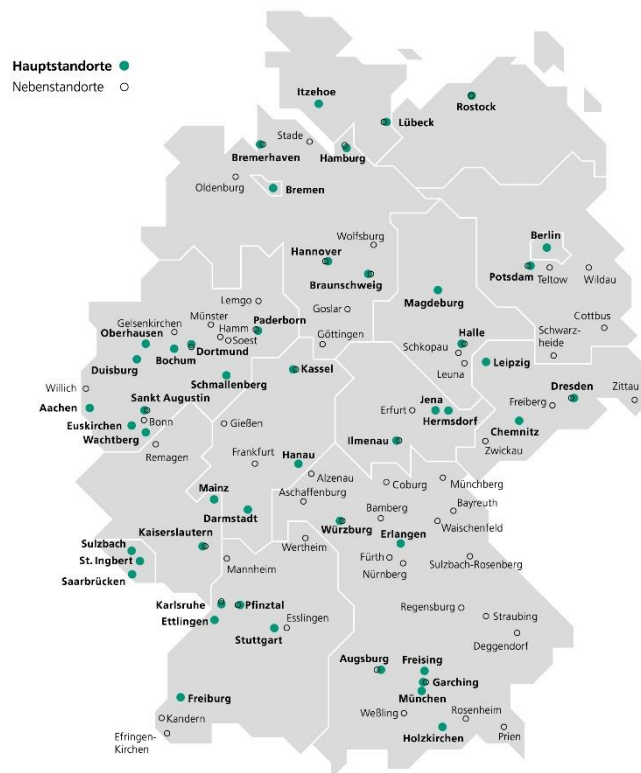 Hauptstandorte
Nebenstandorte
Itzehoe
Rostock
Lübeck
Stade
Bremerhaven
Hamburg
Oldenburg
Bremen
Wolfsburg
Berlin
Hannover
Potsdam
Teltow
Wildau
Braunschweig
Magdeburg
Lemgo
Goslar
Cottbus
Münster
Paderborn
Gelsenkirchen
Hamm
Oberhausen
Soest
Göttingen
Halle
Schwarz-
heide
Dortmund
Schkopau
Bochum
Leipzig
Duisburg
Leuna
Kassel
Schmallenberg
Willich
Dresden
Zittau
Aachen
Sankt Augustin
Jena
Erfurt
Freiberg
Bonn
Gießen
Hermsdorf
Chemnitz
Euskirchen
Wachtberg
Ilmenau
Zwickau
Remagen
Frankfurt
Hanau
Alzenau
Coburg
Münchberg
Mainz
Aschaffenburg
Bamberg
Bayreuth
Darmstadt
Würzburg
Waischenfeld
Kaiserslautern
Erlangen
Sulzbach
Wertheim
St. Ingbert
Mannheim
Fürth
Nürnberg
Sulzbach-Rosenberg
Saarbrücken
Karlsruhe
Pfinztal
Regensburg
Ettlingen
Esslingen
Straubing
Stuttgart
Deggendorf
Augsburg
Freising
Garching
Freiburg
München
Kandern
Weßling
Rosenheim
Efringen-
Kirchen
Holzkirchen
Prien